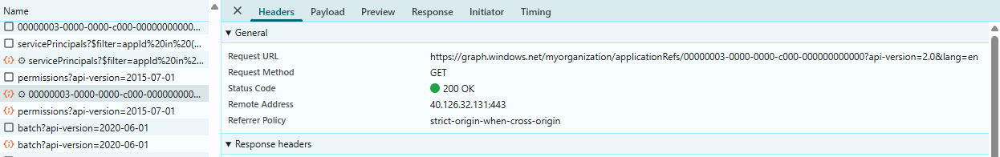 Name
00000003-0000-0000-c000-00000000000...
servicePrincipals?$filter=appId%20in%20(...
servicePrincipals?$filter=appId%20in%2...
permissions?api-version=2015-07-01
00000003-0000-0000-c000-000000000...
permissions?api-version=2015-07-01
batch?api-version=2020-06-01
batch?api-version=2020-06-01
Headers Payload Preview Response Initiator Timing
General
Request URL https://graph.windows.net/myorganization/applicationRefs/00000003-0000-0000-c000-000000000000?api-version=2.0&lang=en
Request Method GET
Status Code 200 OK
Remote Address 40.126.32.131:443
Referrer Policy strict-origin-when-cross-origin
Response headers